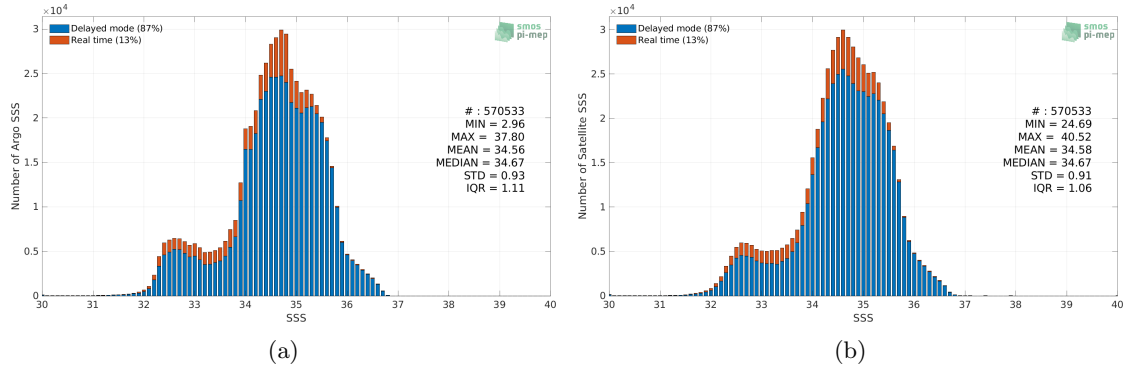 ×10⁴
Delayed mode (87%)
Real time (13%)
smos
pi-mep
Number of Argo SSS
3
2.5
2
1.5
1
0.5
0
# : 570533
MIN = 2.96
MAX = 37.80
MEAN = 34.56
MEDIAN = 34.67
STD = 0.93
IQR = 1.11
30 31 32 33 34 35 36 37 38 39 40
SSS
(a)
×10⁴
Delayed mode (87%)
Real time (13%)
smos
pi-mep
Number of Satellite SSS
3
2.5
2
1.5
1
0.5
0
# : 570533
MIN = 24.69
MAX = 40.52
MEAN = 34.58
MEDIAN = 34.67
STD = 0.91
IQR = 1.06
30 31 32 33 34 35 36 37 38 39 40
SSS
(b)